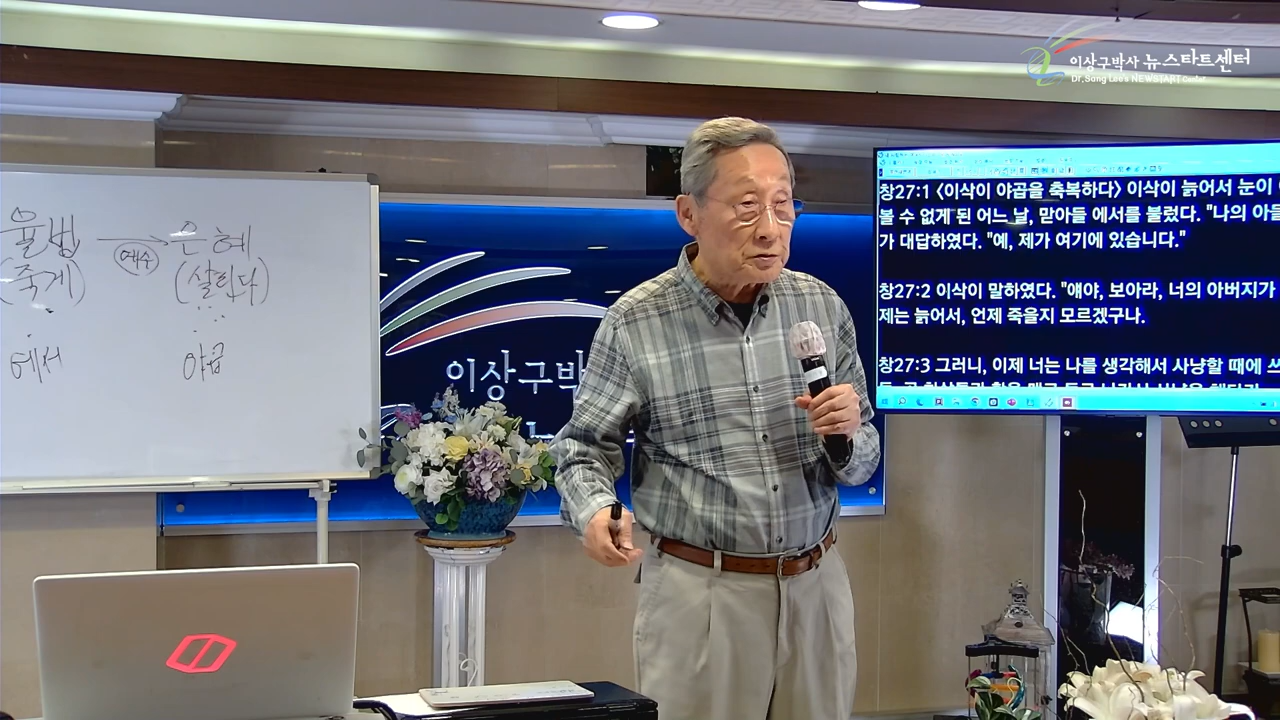 이상구박사 뉴스타트센터
Dr. Sang Lee's NEWSTART Center
율법 → 은혜
예수
(죽게) (살린다)
에서 야곱
이상구박
창27:1 <이삭이 야곱을 축복하다> 이삭이 늙어서 눈이
볼 수 없게 된 어느 날, 맏아들 에서를 불렀다. "나의 아들
가 대답하였다. "예, 제가 여기에 있습니다."
창27:2 이삭이 말하였다. "얘야, 보아라, 너의 아버지가
제는 늙어서, 언제 죽을지 모르겠구나.
창27:3 그러니, 이제 너는 나를 생각해서 사냥할 때에 쓰